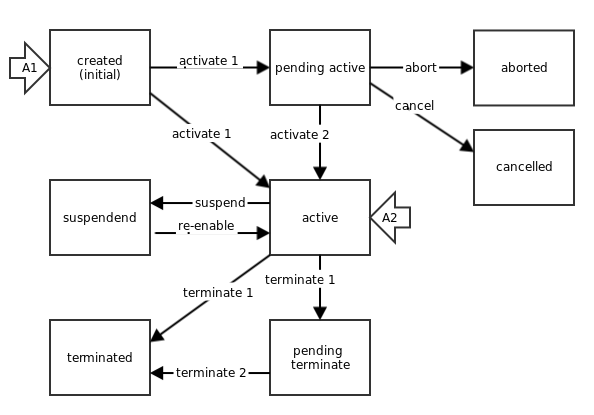 A1
created
(initial)
activate 1
pending active
abort
aborted
cancel
cancelled
activate 1
activate 2
suspendend
suspend
re-enable
active
A2
terminate 1
terminate 1
terminated
terminate 2
pending
terminate